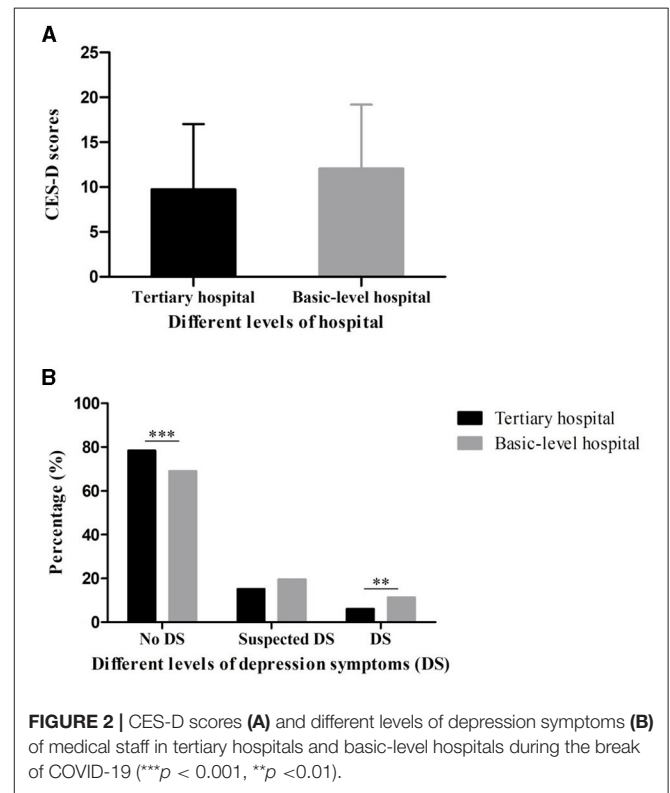 A
25
20
15
10
5
0
CES-D scores
Tertiary hospital Basic-level hospital
Different levels of hospital
B
100
80
60
40
20
0
Percentage (%)
***
**
Tertiary hospital
Basic-level hospital
No DS Suspected DS DS
Different levels of depression symptoms (DS)
FIGURE 2 | CES-D scores (A) and different levels of depression symptoms (B)
of medical staff in tertiary hospitals and basic-level hospitals during the break
of COVID-19 (***p < 0.001, **p <0.01).